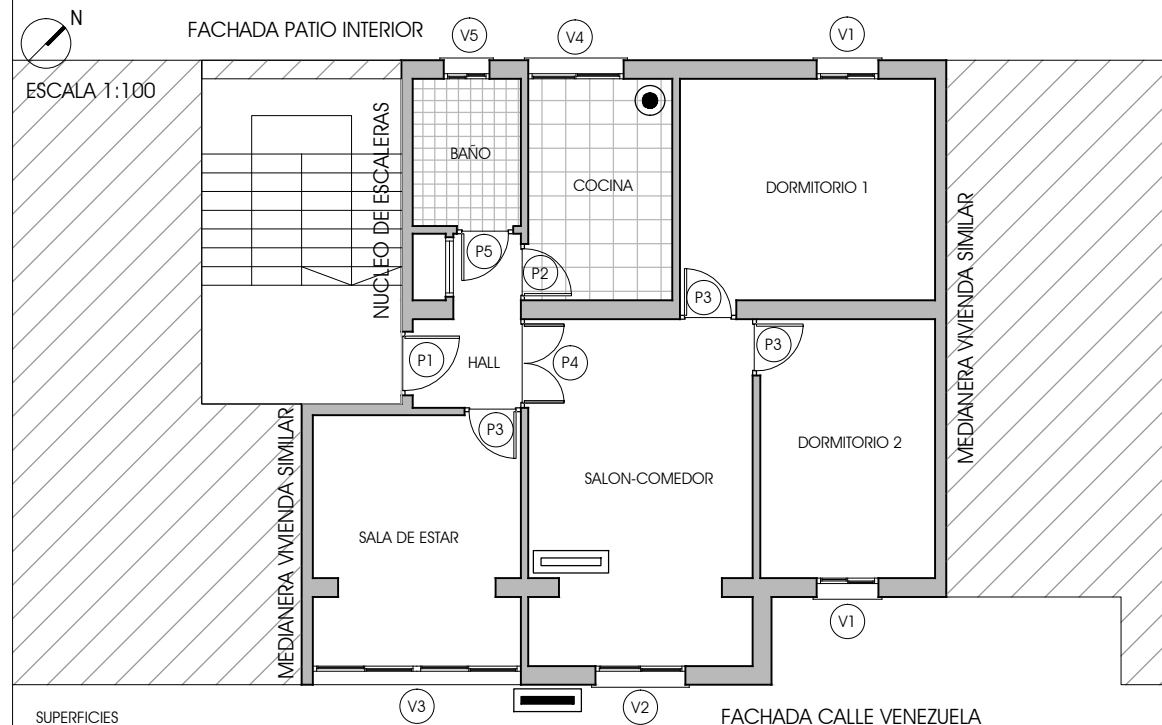 N
FACHADA PATIO INTERIOR
V5
V4
V1
ESCALA 1:100
NUCLEO DE ESCALERAS
BAÑO
COCINA
DORMITORIO 1
MEDIANERA VIVIENDA SIMILAR
P5
P2
P3
P1
HALL
P4
P3
P3
DORMITORIO 2
SALON-COMEDOR
MEDIANERA VIVIENDA SIMILAR
SALA DE ESTAR
V1
V3
V2
SUPERFICIES
FACHADA CALLE VENEZUELA